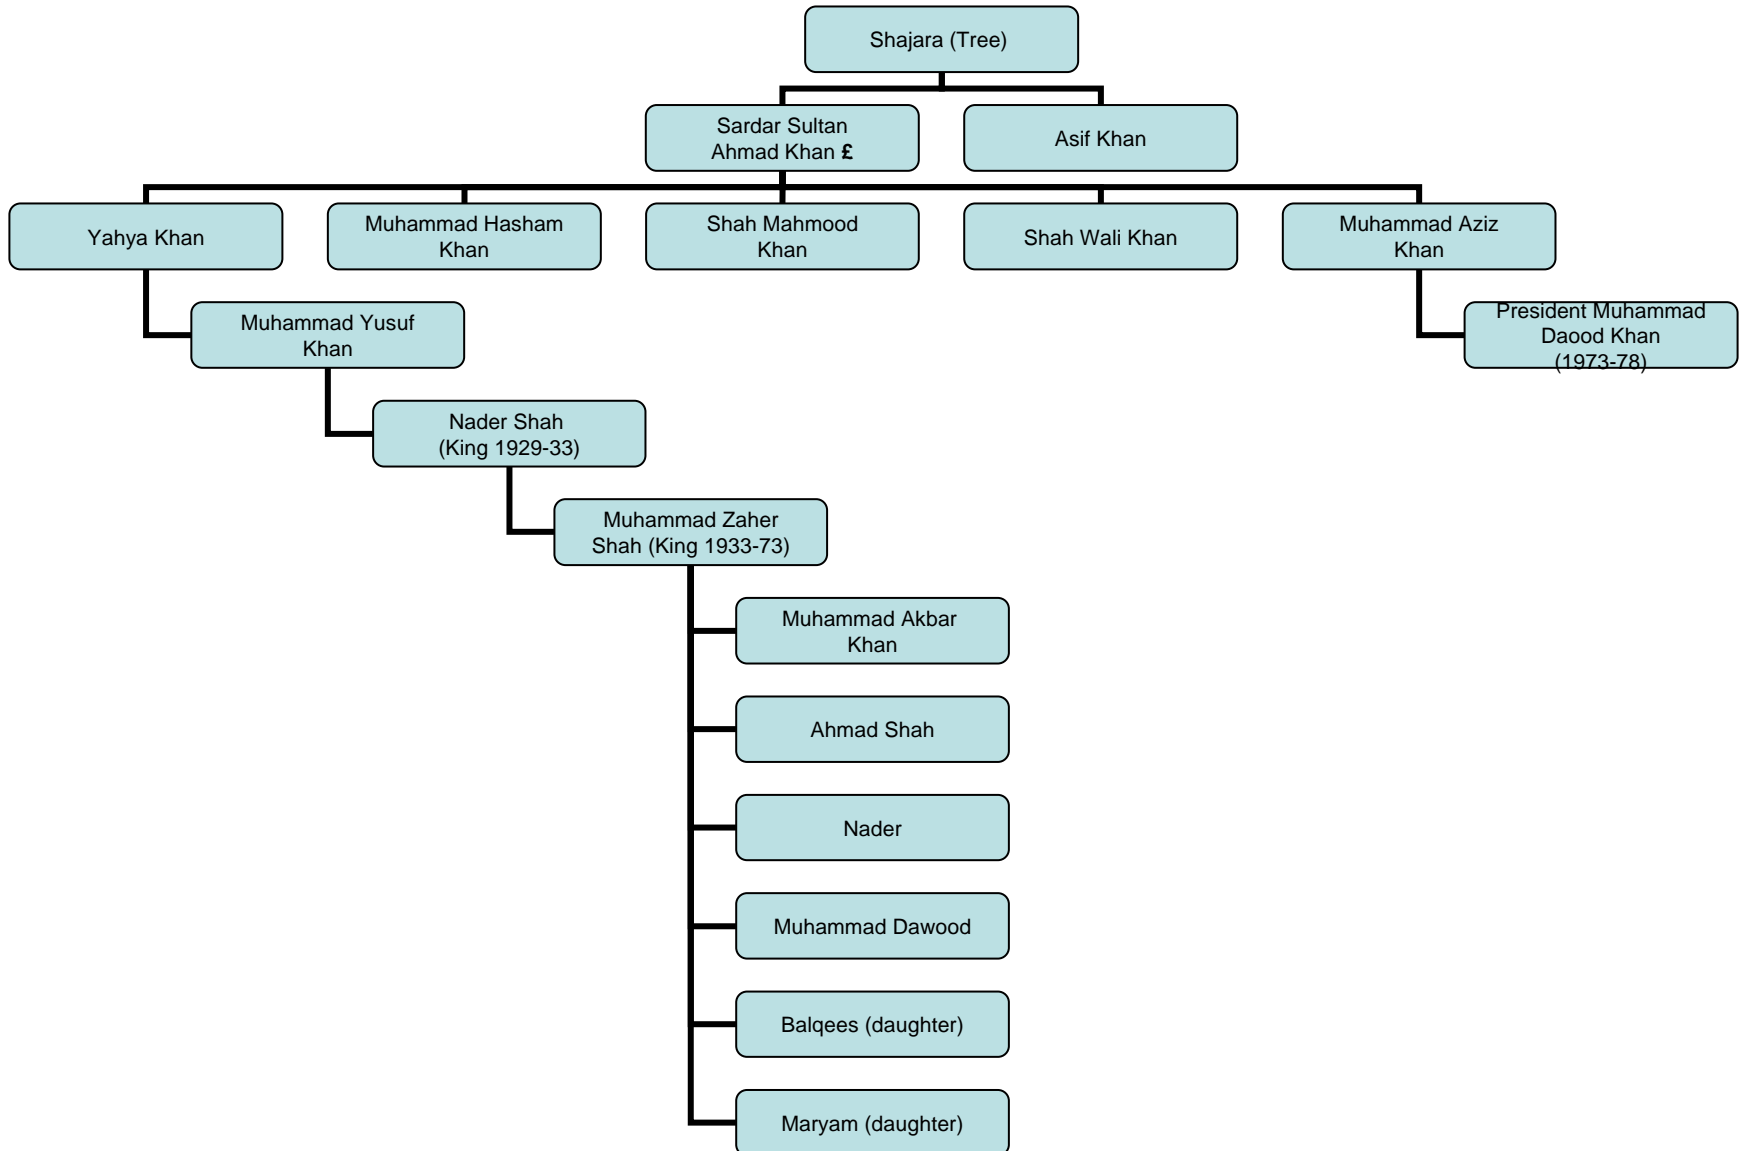 Shajara (Tree)
Sardar Sultan
Ahmad Khan £
Asif Khan
Yahya Khan
Muhammad Hasham
Khan
Shah Mahmood
Khan
Shah Wali Khan
Muhammad Aziz
Khan
Muhammad Yusuf
Khan
President Muhammad
Daood Khan
(1973-78)
Nader Shah
(King 1929-33)
Muhammad Zaher
Shah (King 1933-73)
Muhammad Akbar
Khan
Ahmad Shah
Nader
Muhammad Dawood
Balqees (daughter)
Maryam (daughter)